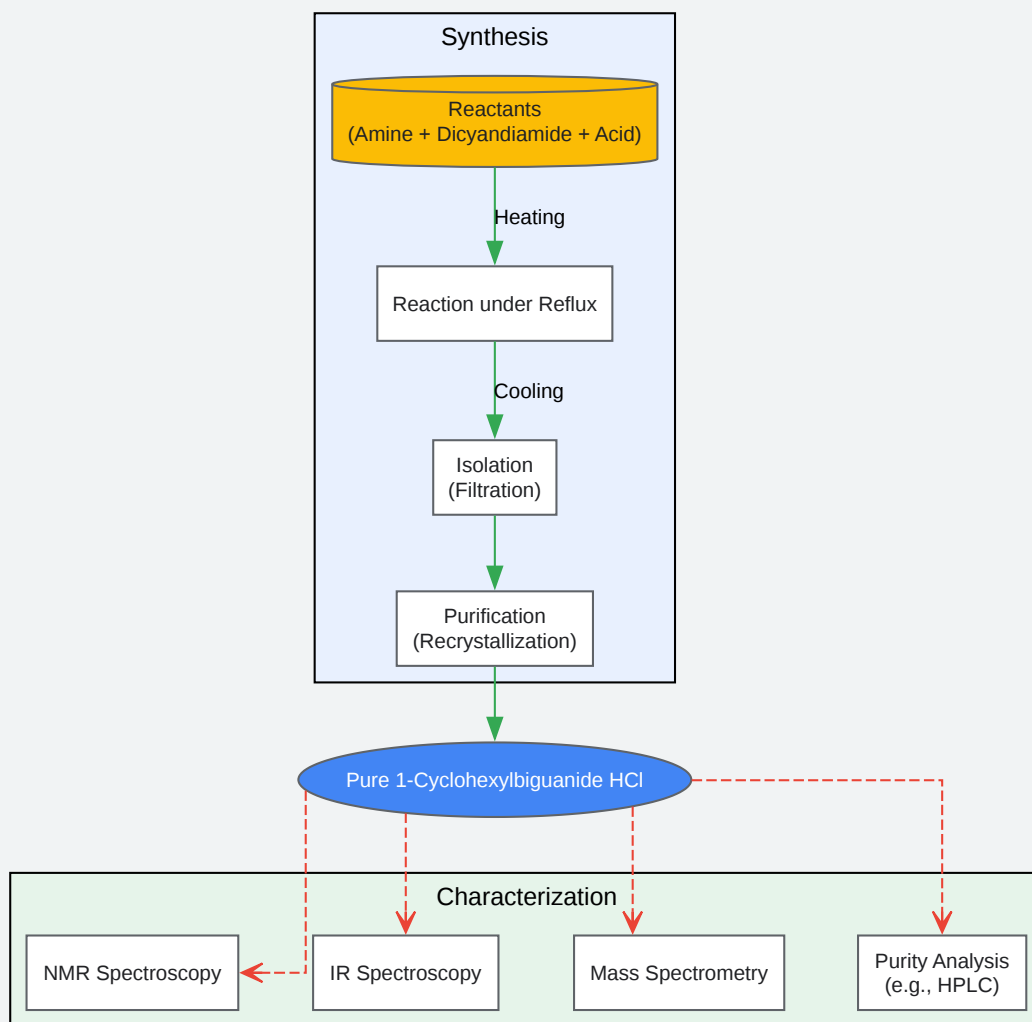 Synthesis
Reactants
(Amine + Dicyandiamide + Acid)
Heating
Reaction under Reflux
Cooling
Isolation
(Filtration)
Purification
(Recrystallization)
Pure 1-Cyclohexylbiguanide HCl
Characterization
NMR Spectroscopy
IR Spectroscopy
Mass Spectrometry
Purity Analysis
(e.g., HPLC)